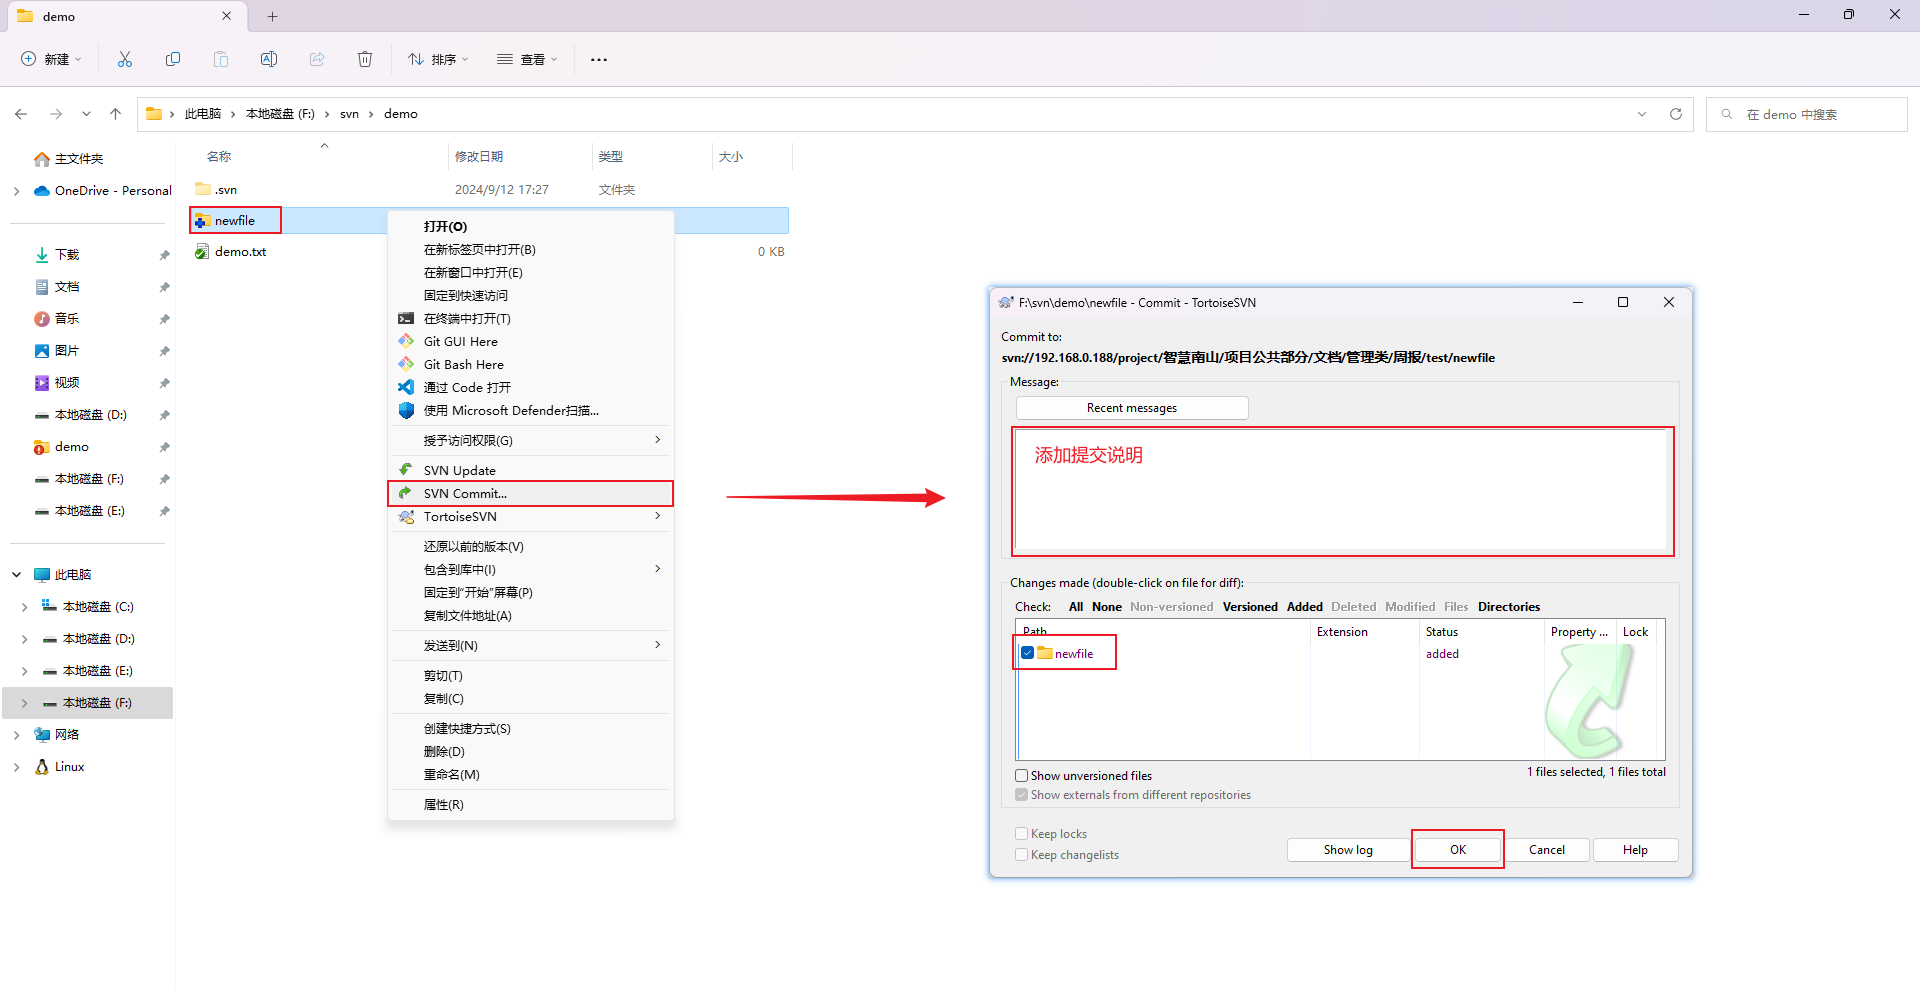 demo
新建
排序
查看
此电脑 › 本地磁盘 (F:) › svn › demo
在 demo 中搜索
主文件夹
OneDrive - Personal
下载
文档
音乐
图片
视频
本地磁盘 (D:)
demo
本地磁盘 (F:)
本地磁盘 (E:)
此电脑
本地磁盘 (C:)
本地磁盘 (D:)
本地磁盘 (E:)
本地磁盘 (F:)
网络
Linux
名称 修改日期 类型 大小
.svn 2024/9/12 17:27 文件夹
newfile
demo.txt 0 KB
打开(O)
在新标签页中打开(B)
在新窗口中打开(E)
固定到快速访问
在终端中打开(T)
Git GUI Here
Git Bash Here
通过 Code 打开
使用 Microsoft Defender扫描...
授予访问权限(G)
SVN Update
SVN Commit...
TortoiseSVN
还原以前的版本(V)
包含到库中(I)
固定到"开始"屏幕(P)
复制文件地址(A)
发送到(N)
剪切(T)
复制(C)
创建快捷方式(S)
删除(D)
重命名(M)
属性(R)
F:\svn\demo\newfile - Commit - TortoiseSVN
Commit to:
svn://192.168.0.188/project/智慧南山/项目公共部分/文档/管理类/周报/test/newfile
Message:
Recent messages
添加提交说明
Changes made (double-click on file for diff):
Check: All None Non-versioned Versioned Added Deleted Modified Files Directories
Path Extension Status Property ... Lock
newfile added
1 files selected, 1 files total
Show unversioned files
Show externals from different repositories
Keep locks
Keep changelists
Show log OK Cancel Help